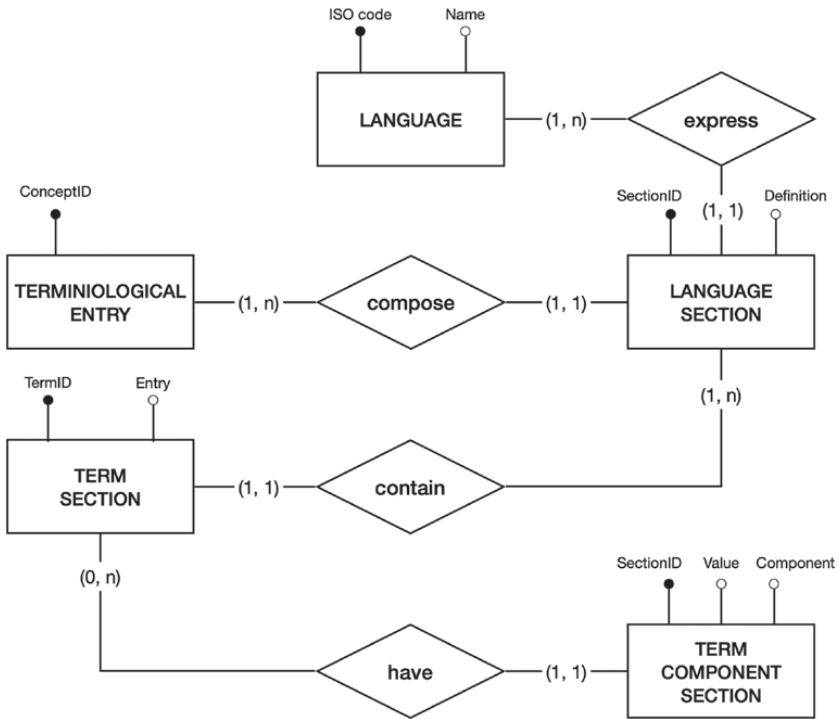 ISO code
Name
LANGUAGE
(1, n)
express
ConceptID
SectionID
(1, 1)
Definition
TERMINIOLOGICAL
ENTRY
(1, n)
compose
(1, 1)
LANGUAGE
SECTION
TermID
Entry
(1, n)
TERM
SECTION
(1, 1)
contain
(0, n)
SectionID
Value
Component
have
(1, 1)
TERM
COMPONENT
SECTION